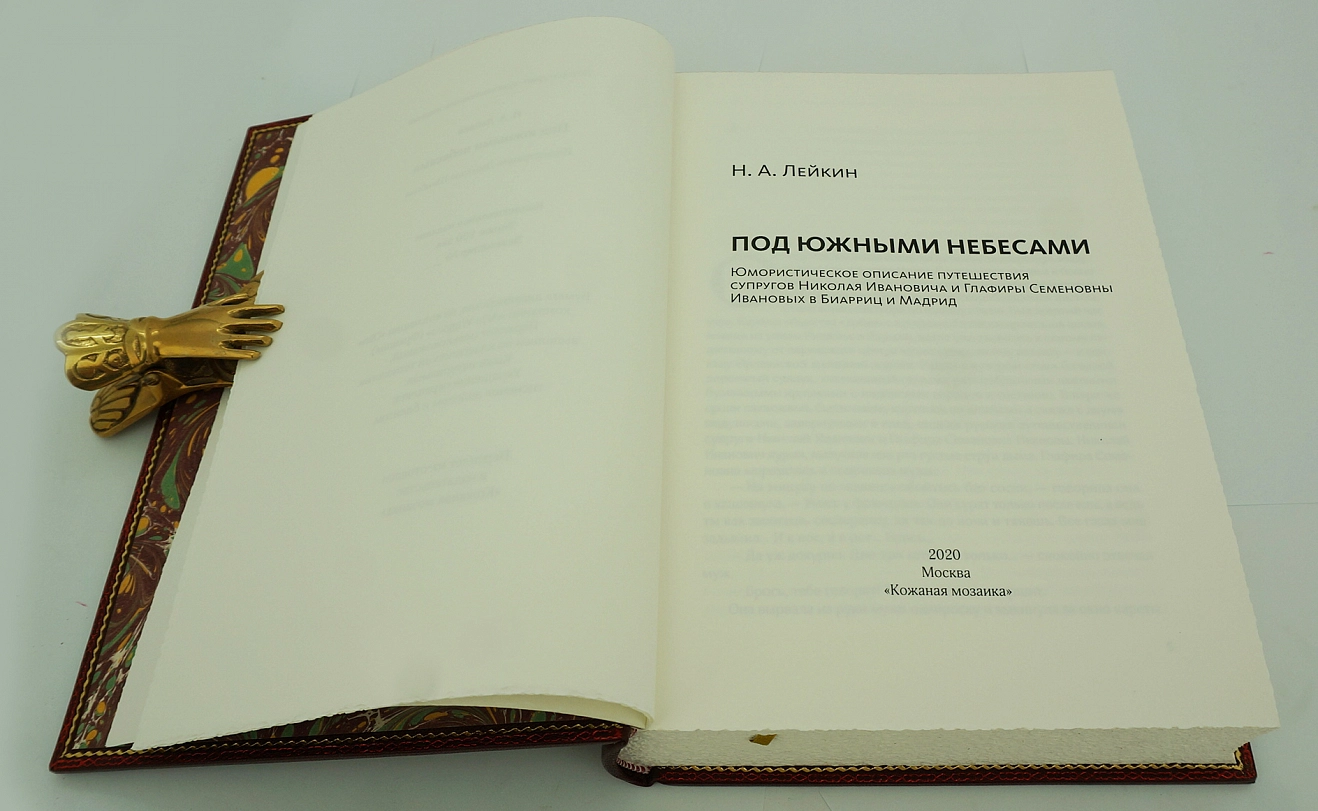 Н. А. Лейкин
ПОД ЮЖНЫМИ НЕБЕСАМИ
Юмористическое описание путешествия
супругов Николая Ивановича и Глафиры Семеновны
Ивановых в Биарриц и Мадрид
2020
Москва
«Кожаная мозаика»